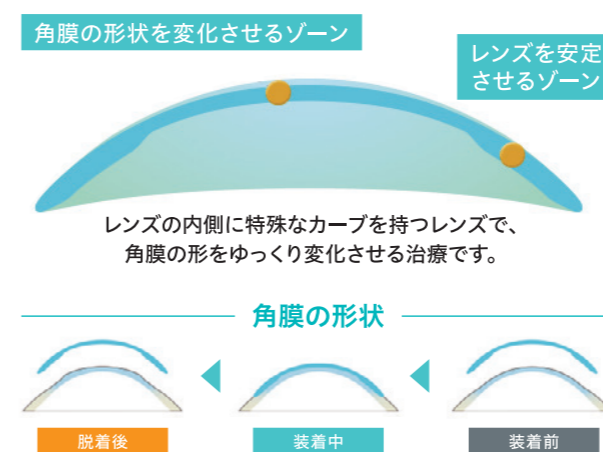 角膜の形状を変化させるゾーン
レンズを安定
させるゾーン
レンズの内側に特殊なカーブを持つレンズで、
角膜の形をゆっくり変化させる治療です。
角膜の形状
脱着後
装着中
装着前